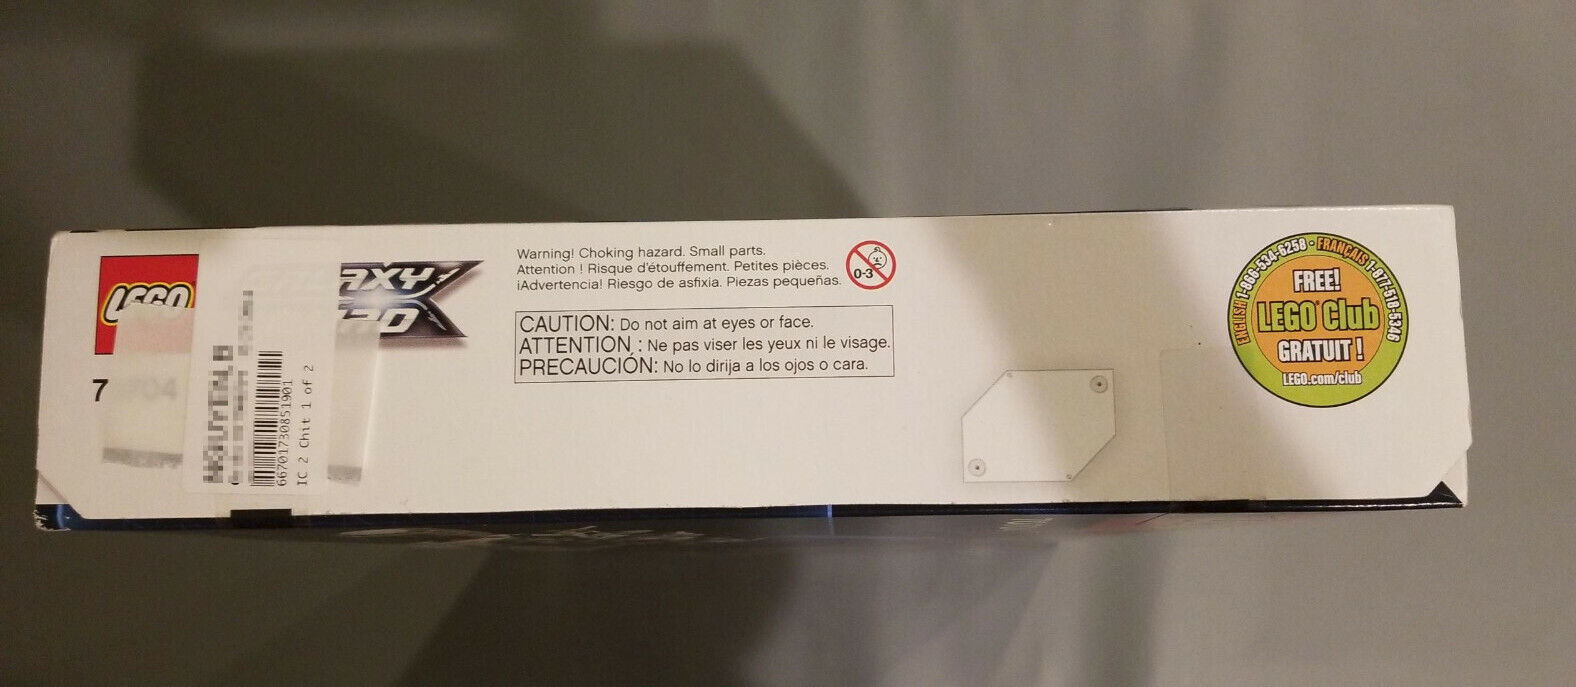 LEGO
7
66701730851901
IC 2 Chit 1 of 2
Warning! Choking hazard. Small parts.
Attention ! Risque d'étouffement. Petites pièces.
¡Advertencia! Riesgo de asfixia. Piezas pequeñas.
0-3
CAUTION: Do not aim at eyes or face.
ATTENTION : Ne pas viser les yeux ni le visage.
PRECAUCIÓN: No lo dirija a los ojos o cara.
ENGLISH 1-866-534-6258 • FRANÇAIS 1-877-518-5346
FREE!
LEGO® Club
GRATUIT !
LEGO.com/club